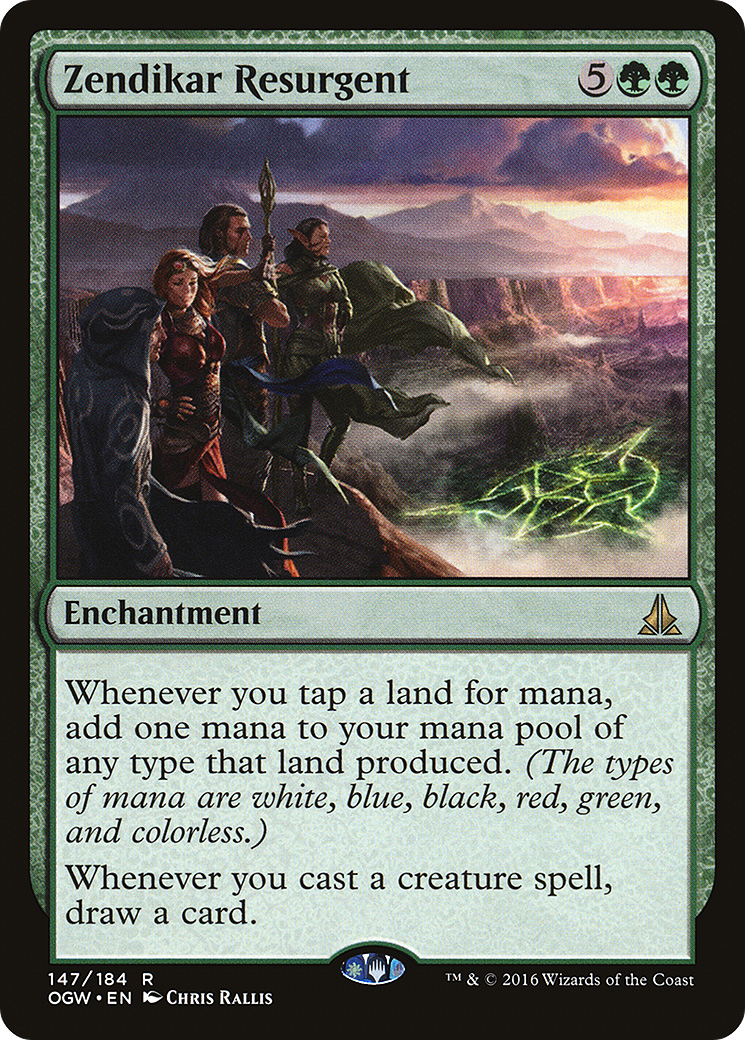 Zendikar Resurgent 5
Enchantment
Whenever you tap a land for mana,
add one mana to your mana pool of
any type that land produced. (The types
of mana are white, blue, black, red, green,
and colorless.)
Whenever you cast a creature spell,
draw a card.
147/184 R
OGW • EN Chris Rallis
™ & © 2016 Wizards of the Coast